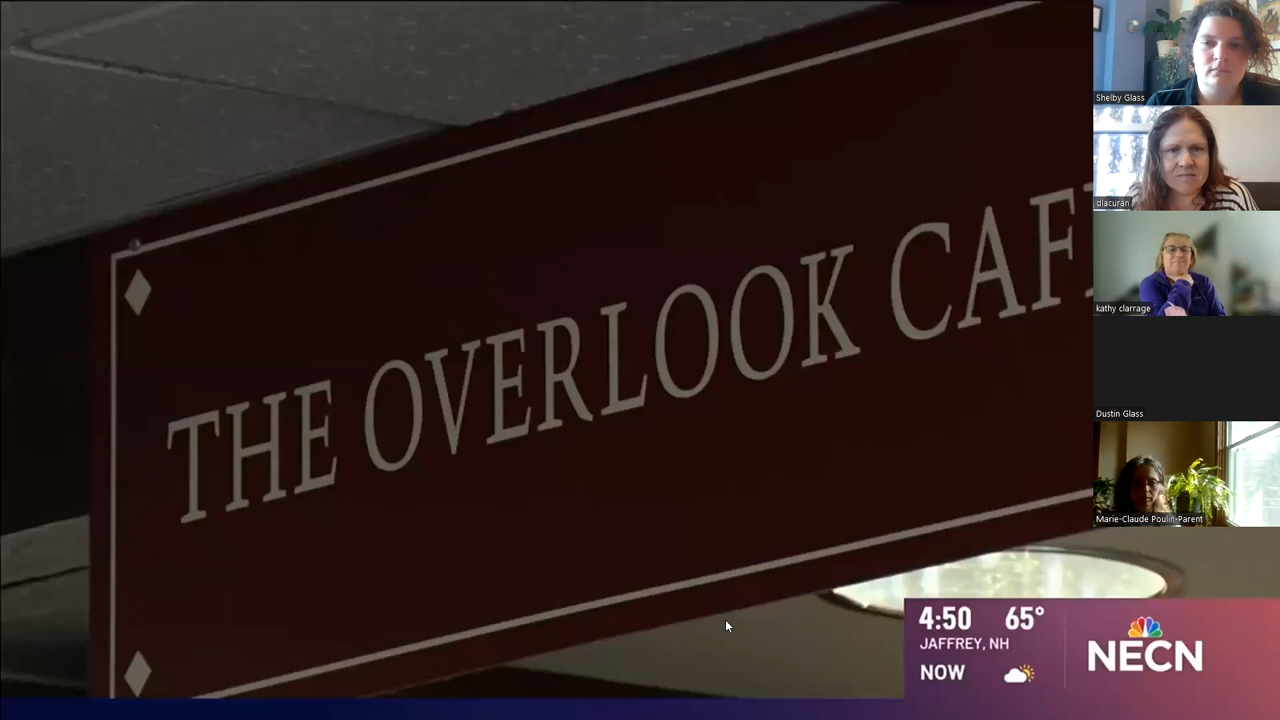 THE OVERLOOK CAF
Shelby Glass
dlacuran
kathy clarrage
Dustin Glass
Marie-Claude Poulin-Parent
4:50 65°
JAFFREY, NH
NOW
NECN